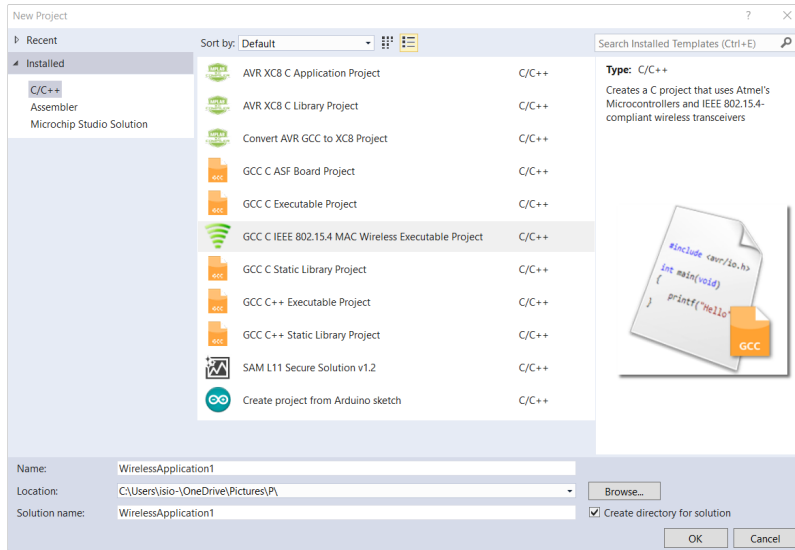 New Project
?
Recent
Installed
C/C++
Assembler
Microchip Studio Solution
Sort by: Default
AVR XC8 C Application Project C/C++
AVR XC8 C Library Project C/C++
Convert AVR GCC to XC8 Project C/C++
GCC C ASF Board Project C/C++
GCC C Executable Project C/C++
GCC C IEEE 802.15.4 MAC Wireless Executable Project C/C++
GCC C Static Library Project C/C++
GCC C++ Executable Project C/C++
GCC C++ Static Library Project C/C++
SAM L11 Secure Solution v1.2 C/C++
Create project from Arduino sketch C/C++
Search Installed Templates (Ctrl+E)
Type: C/C++
Creates a C project that uses Atmel's
Microcontrollers and IEEE 802.15.4-
compliant wireless transceivers
#include <avr/io.h>
int main(void)
{
printf("Hello"
}
GCC
Name: WirelessApplication1
Location: C:\Users\isio-\OneDrive\Pictures\P\
Browse...
Solution name: WirelessApplication1
Create directory for solution
OK
Cancel